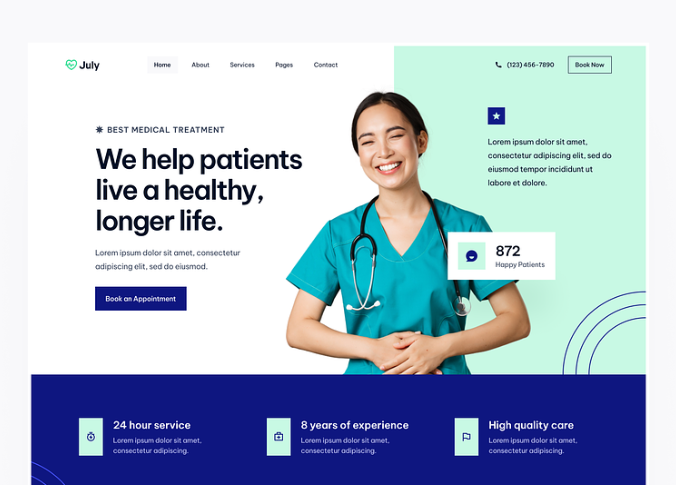 July
Home About Services Pages Contact
(123) 456-7890
Book Now
BEST MEDICAL TREATMENT
We help patients
live a healthy,
longer life.
Lorem ipsum dolor sit amet, consectetur
adipiscing elit, sed do eiusmod.
Book an Appointment
Lorem ipsum dolor sit amet,
consectetur adipiscing elit, sed do
eiusmod tempor incididunt ut
labore et dolore.
872
Happy Patients
24 hour service
Lorem ipsum dolor sit amet,
consectetur adipiscing.
8 years of experience
Lorem ipsum dolor sit amet,
consectetur adipiscing.
High quality care
Lorem ipsum dolor sit amet,
consectetur adipiscing.